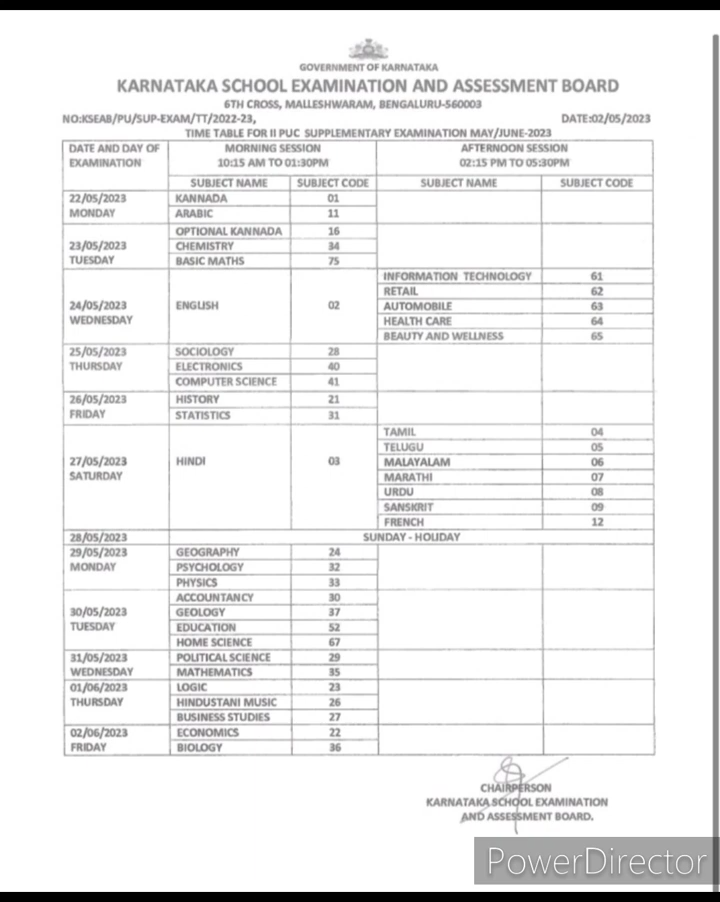 GOVERNMENT OF KARNATAKA
KARNATAKA SCHOOL EXAMINATION AND ASSESSMENT BOARD
6TH CROSS, MALLESHWARAM, BENGALURU-560003
NO:KSEAB/PU/SUP-EXAM/TT/2022-23, DATE:02/05/2023
TIME TABLE FOR II PUC SUPPLEMENTARY EXAMINATION MAY/JUNE-2023
DATE AND DAY OF EXAMINATION MORNING SESSION 10:15 AM TO 01:30PM AFTERNOON SESSION 02:15 PM TO 05:30PM
SUBJECT NAME SUBJECT CODE SUBJECT NAME SUBJECT CODE
22/05/2023 KANNADA 01
MONDAY ARABIC 11
OPTIONAL KANNADA 16
23/05/2023 CHEMISTRY 34
TUESDAY BASIC MATHS 75
INFORMATION TECHNOLOGY 61
RETAIL 62
24/05/2023 ENGLISH 02 AUTOMOBILE 63
WEDNESDAY HEALTH CARE 64
BEAUTY AND WELLNESS 65
25/05/2023 SOCIOLOGY 28
THURSDAY ELECTRONICS 40
COMPUTER SCIENCE 41
26/05/2023 HISTORY 21
FRIDAY STATISTICS 31
TAMIL 04
TELUGU 05
27/05/2023 HINDI 03 MALAYALAM 06
SATURDAY MARATHI 07
URDU 08
SANSKRIT 09
FRENCH 12
28/05/2023 SUNDAY - HOLIDAY
29/05/2023 GEOGRAPHY 24
MONDAY PSYCHOLOGY 32
PHYSICS 33
ACCOUNTANCY 30
30/05/2023 GEOLOGY 37
TUESDAY EDUCATION 52
HOME SCIENCE 67
31/05/2023 POLITICAL SCIENCE 29
WEDNESDAY MATHEMATICS 35
01/06/2023 LOGIC 23
THURSDAY HINDUSTANI MUSIC 26
BUSINESS STUDIES 27
02/06/2023 ECONOMICS 22
FRIDAY BIOLOGY 36
CHAIRPERSON
KARNATAKA SCHOOL EXAMINATION
AND ASSESSMENT BOARD.
PowerDirector